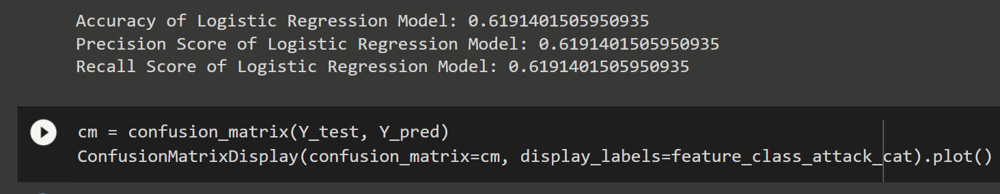 Accuracy of Logistic Regression Model: 0.6191401505950935
Precision Score of Logistic Regression Model: 0.6191401505950935
Recall Score of Logistic Regression Model: 0.6191401505950935
cm = confusion_matrix(Y_test, Y_pred)
ConfusionMatrixDisplay(confusion_matrix=cm, display_labels=feature_class_attack_cat).plot()